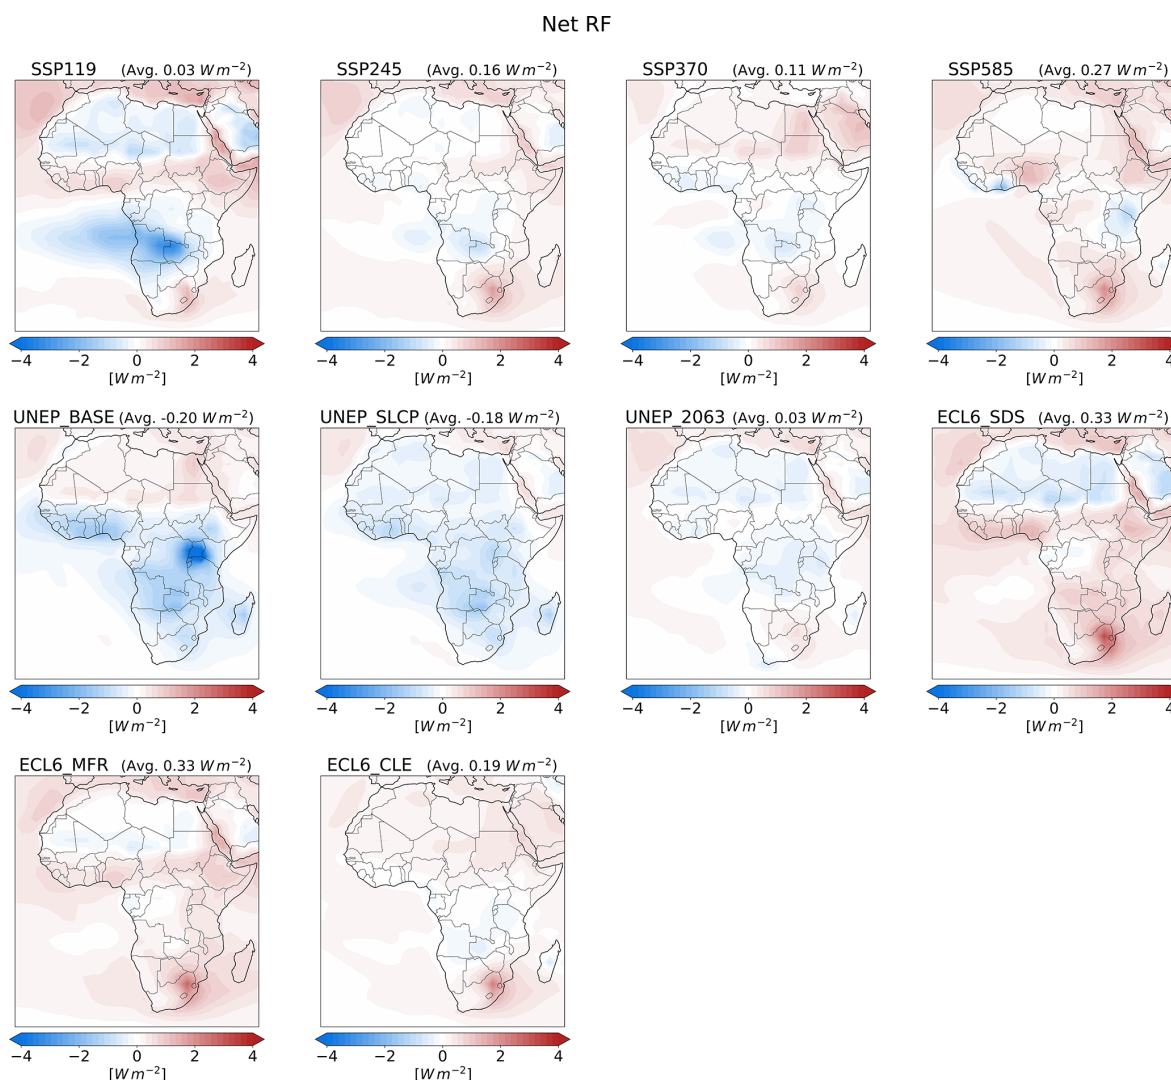 Net RF
SSP119 (Avg. 0.03 W m⁻²)
SSP245 (Avg. 0.16 W m⁻²)
SSP370 (Avg. 0.11 W m⁻²)
SSP585 (Avg. 0.27 W m⁻²)
−4 −2 0 2 4
−4 −2 0 2 4
−4 −2 0 2 4
−4 −2 0 2 4
[W m⁻²]
[W m⁻²]
[W m⁻²]
[W m⁻²]
UNEP_BASE (Avg. -0.20 W m⁻²)
UNEP_SLCP (Avg. -0.18 W m⁻²)
UNEP_2063 (Avg. 0.03 W m⁻²)
ECL6_SDS (Avg. 0.33 W m⁻²)
−4 −2 0 2 4
−4 −2 0 2 4
−4 −2 0 2 4
−4 −2 0 2 4
[W m⁻²]
[W m⁻²]
[W m⁻²]
[W m⁻²]
ECL6_MFR (Avg. 0.33 W m⁻²)
ECL6_CLE (Avg. 0.19 W m⁻²)
−4 −2 0 2 4
−4 −2 0 2 4
[W m⁻²]
[W m⁻²]